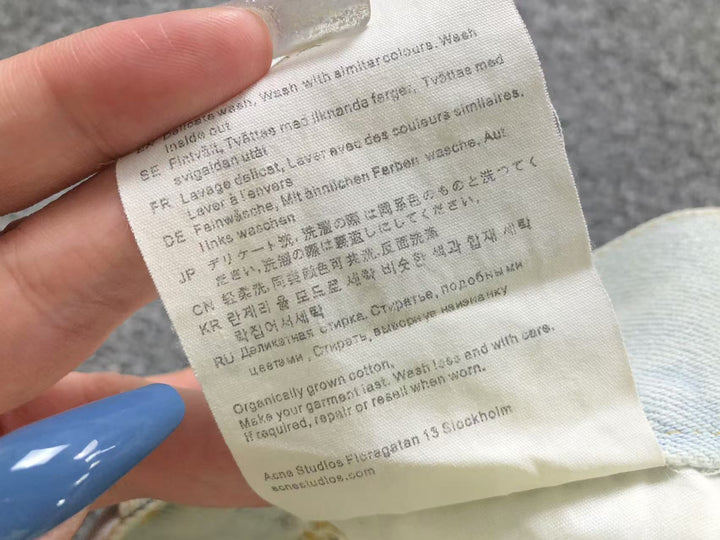 Delicate wash, Wash with similar colours. Wash
inside out
SE Fintvätt, Tvättas med liknande färger, Tvättas med
avigsidan utåt
FR Lavage délicat, Laver avec des couleurs similaires,
Laver à l'envers
DE Feinwäsche, Mit ähnlichen Farben wasche, Auf
links waschen
JP デリケート洗, 洗濯の際は同系色のものと洗ってく
ださい, 洗濯の際は裏返しにしてください.
CN 轻柔洗, 同类颜色可共洗, 反面洗涤
KR 란제리 울 모드로 세탁 비슷한 색과 합재 세탁
뒤집어서세탁
RU Деликатная стирка. Стиратье, подобными
цветами, Стирать, вывернув наизнанку
Organically grown cotton.
Make your garment last. Wash less and with care.
If required, repair or resell when worn.
Acne Studios Floragatan 13 Stockholm
acnestudios.com